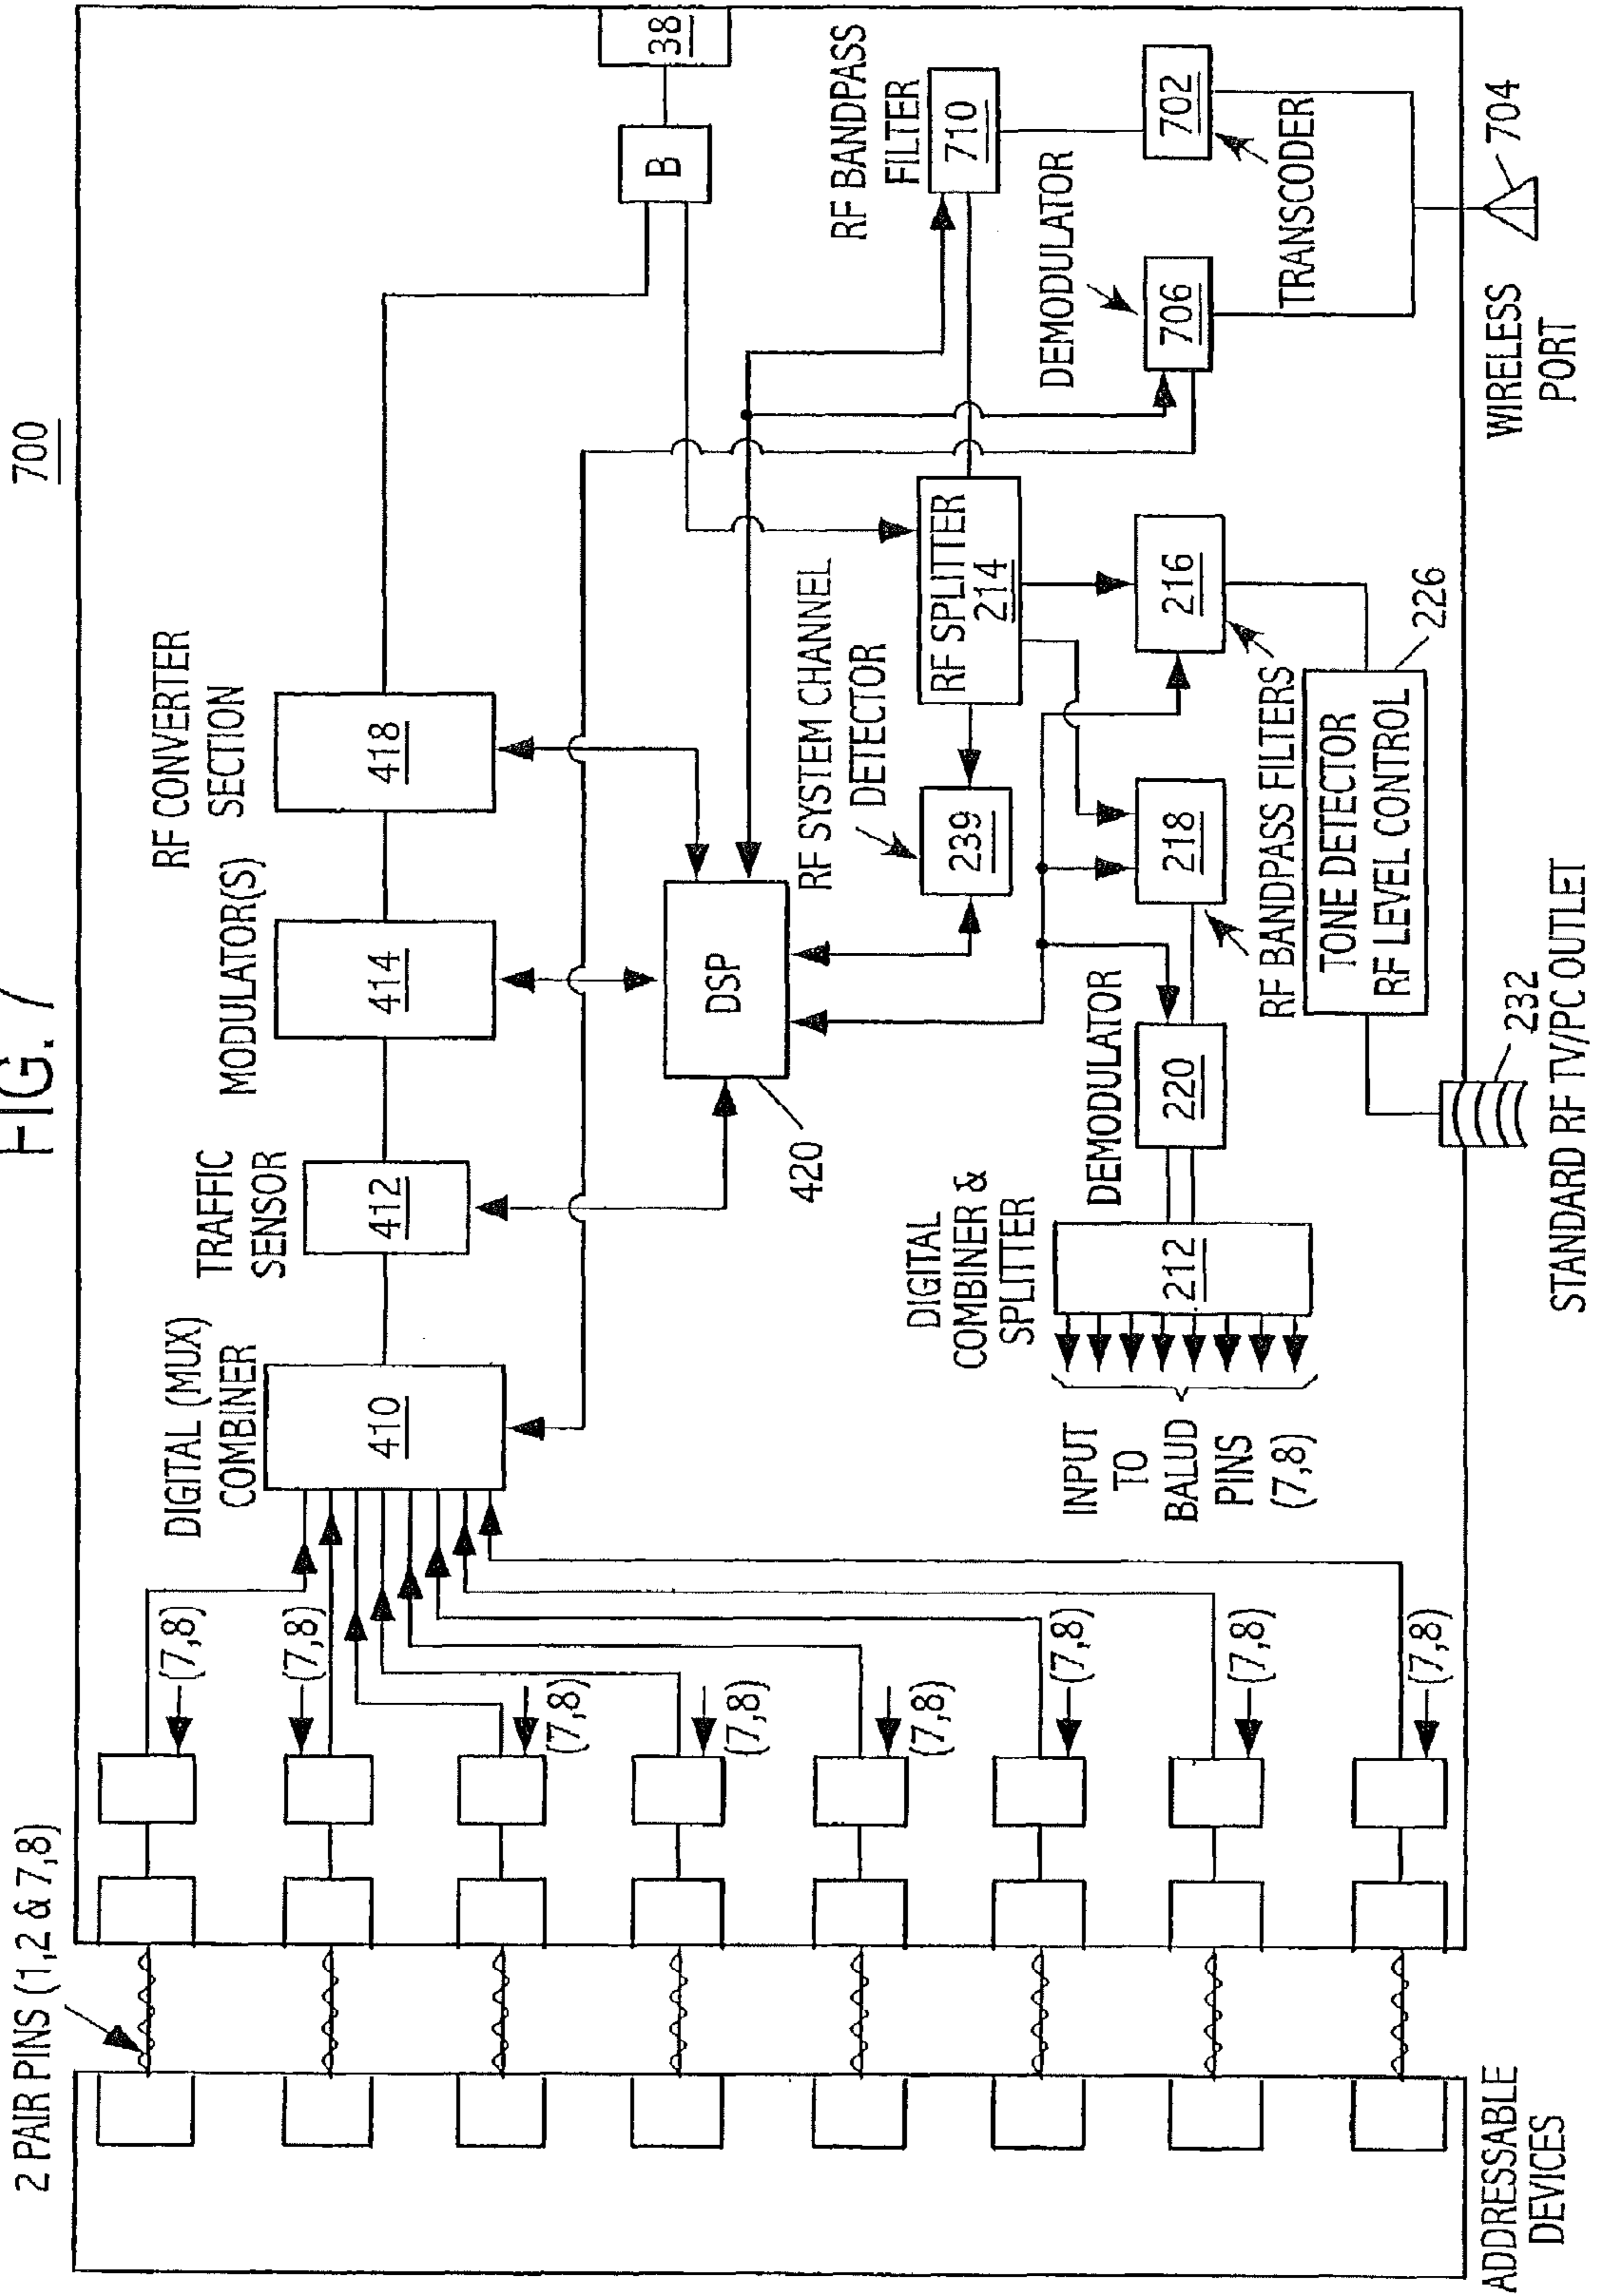 FIG. 7
700
2 PAIR PINS (1,2 & 7,8)
(7,8)
(7,8)
(7,8)
(7,8)
(7,8)
(7,8)
(7,8)
(7,8)
ADDRESSABLE
DEVICES
DIGITAL (MUX)
COMBINER
410
TRAFFIC
SENSOR
412
MODULATOR(S)
414
RF CONVERTER
SECTION
418
B
38
DSP
420
RF SYSTEM CHANNEL
DETECTOR
239
RF SPLITTER
214
RF BANDPASS
FILTER
710
DEMODULATOR
706
702
TRANSCODER
704
WIRELESS
PORT
INPUT
TO
BALUD
PINS
(7,8)
DIGITAL
COMBINER &
SPLITTER
212
DEMODULATOR
220
218
216
RF BANDPASS FILTERS
TONE DETECTOR
RF LEVEL CONTROL
226
232
STANDARD RF TV/PC OUTLET